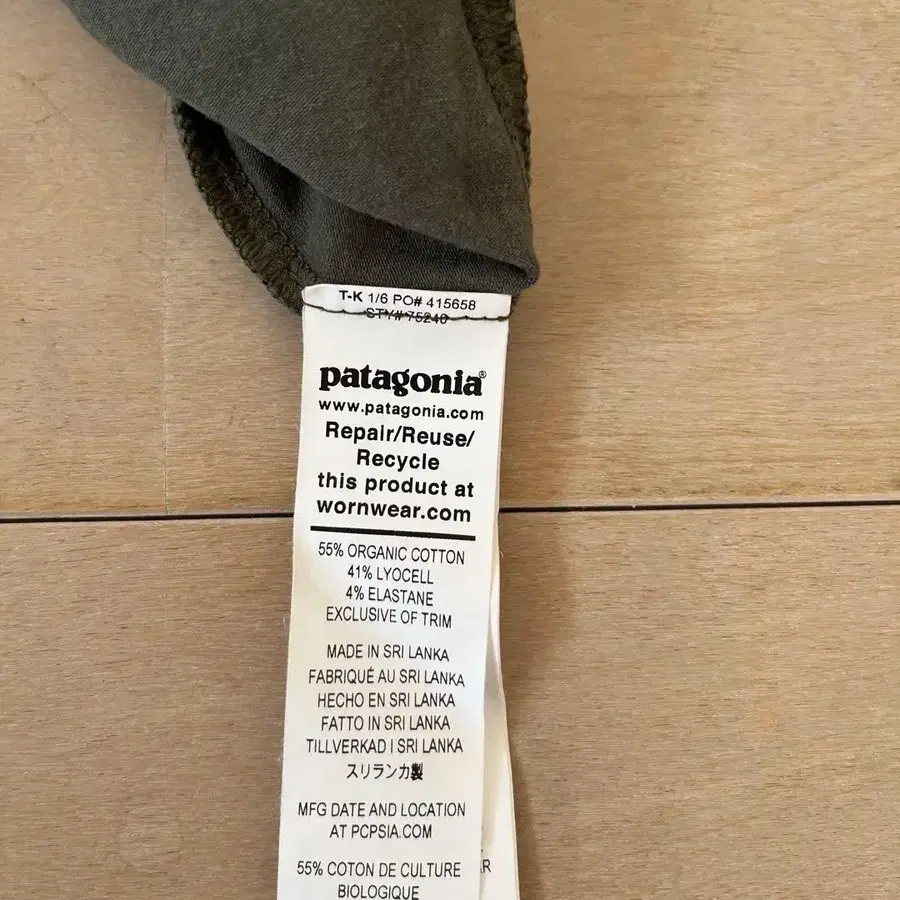 T-K 1/6 PO# 415658
STY# 75240
patagonia®
www.patagonia.com
Repair/Reuse/
Recycle
this product at
wornwear.com
55% ORGANIC COTTON
41% LYOCELL
4% ELASTANE
EXCLUSIVE OF TRIM
MADE IN SRI LANKA
FABRIQUÉ AU SRI LANKA
HECHO EN SRI LANKA
FATTO IN SRI LANKA
TILLVERKAD I SRI LANKA
スリランカ製
MFG DATE AND LOCATION
AT PCPSIA.COM
55% COTON DE CULTURE
BIOLOGIQUE